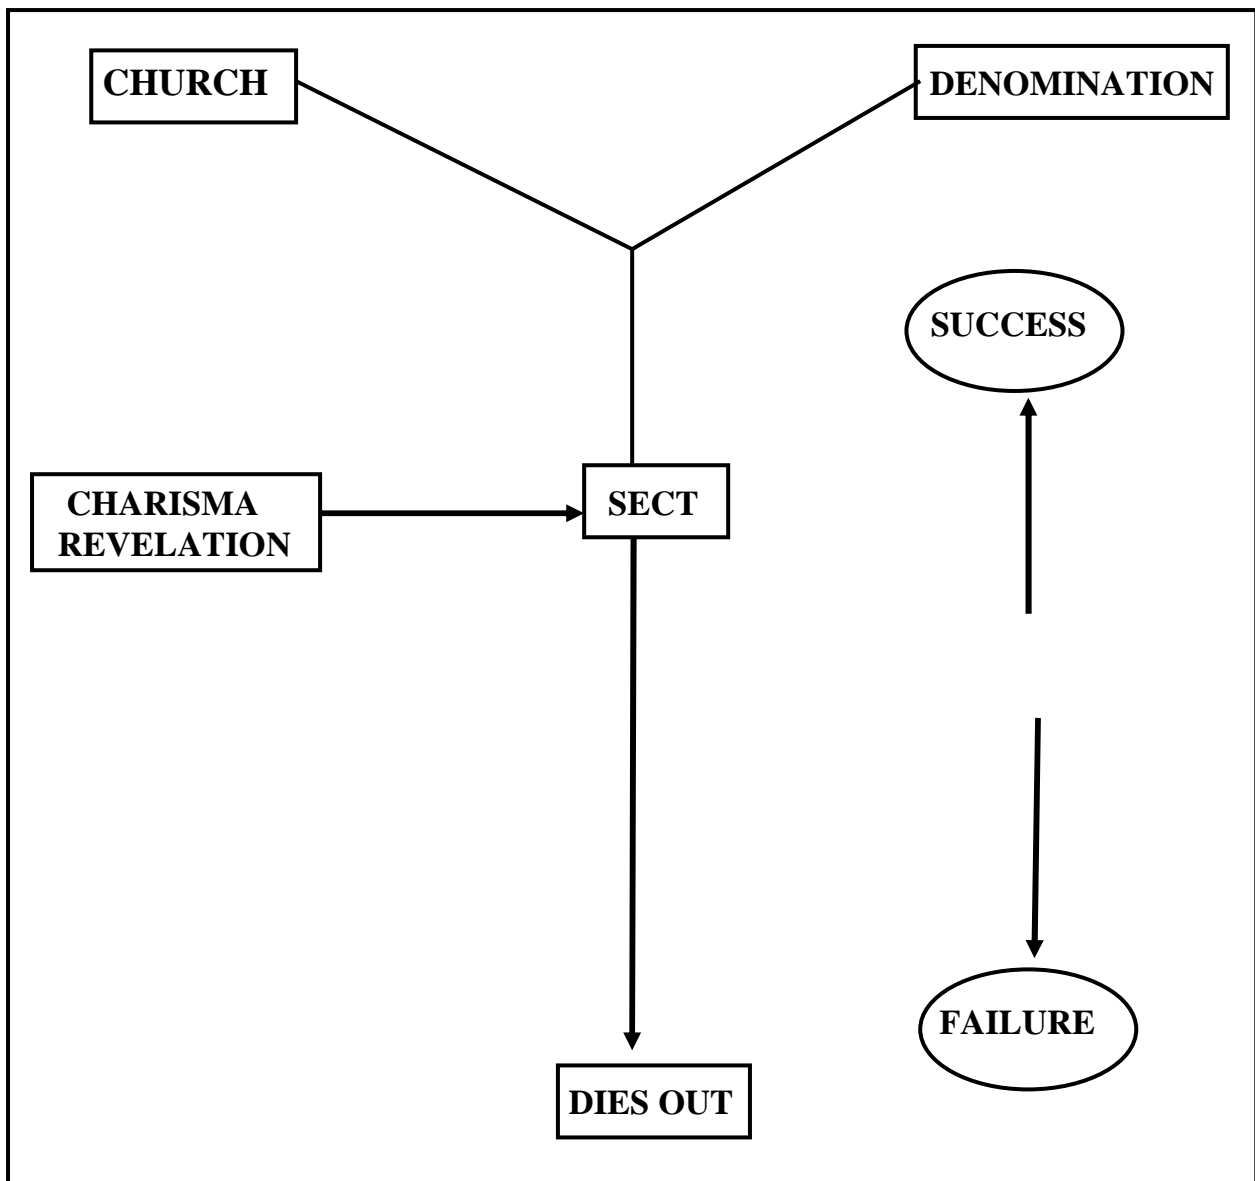 CHURCH
DENOMINATION
SUCCESS
CHARISMA
REVELATION
SECT
FAILURE
DIES OUT